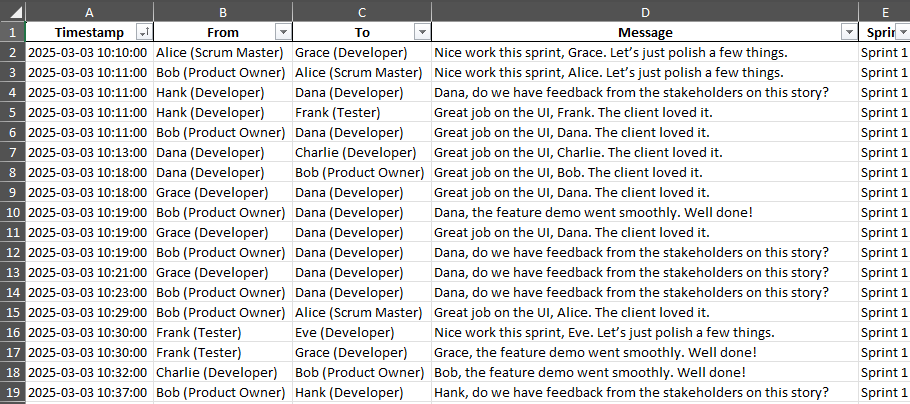 A B C D E
1 Timestamp From To Message Sprin
2 2025-03-03 10:10:00 Alice (Scrum Master) Grace (Developer) Nice work this sprint, Grace. Let’s just polish a few things. Sprint 1
3 2025-03-03 10:11:00 Bob (Product Owner) Alice (Scrum Master) Nice work this sprint, Alice. Let’s just polish a few things. Sprint 1
4 2025-03-03 10:11:00 Hank (Developer) Dana (Developer) Dana, do we have feedback from the stakeholders on this story? Sprint 1
5 2025-03-03 10:11:00 Hank (Developer) Frank (Tester) Great job on the UI, Frank. The client loved it. Sprint 1
6 2025-03-03 10:11:00 Bob (Product Owner) Dana (Developer) Great job on the UI, Dana. The client loved it. Sprint 1
7 2025-03-03 10:13:00 Dana (Developer) Charlie (Developer) Great job on the UI, Charlie. The client loved it. Sprint 1
8 2025-03-03 10:18:00 Dana (Developer) Bob (Product Owner) Great job on the UI, Bob. The client loved it. Sprint 1
9 2025-03-03 10:18:00 Grace (Developer) Dana (Developer) Great job on the UI, Dana. The client loved it. Sprint 1
10 2025-03-03 10:19:00 Bob (Product Owner) Dana (Developer) Dana, the feature demo went smoothly. Well done! Sprint 1
11 2025-03-03 10:19:00 Grace (Developer) Dana (Developer) Great job on the UI, Dana. The client loved it. Sprint 1
12 2025-03-03 10:19:00 Bob (Product Owner) Dana (Developer) Dana, do we have feedback from the stakeholders on this story? Sprint 1
13 2025-03-03 10:21:00 Grace (Developer) Dana (Developer) Dana, do we have feedback from the stakeholders on this story? Sprint 1
14 2025-03-03 10:23:00 Bob (Product Owner) Dana (Developer) Dana, do we have feedback from the stakeholders on this story? Sprint 1
15 2025-03-03 10:29:00 Bob (Product Owner) Alice (Scrum Master) Great job on the UI, Alice. The client loved it. Sprint 1
16 2025-03-03 10:30:00 Frank (Tester) Eve (Developer) Nice work this sprint, Eve. Let’s just polish a few things. Sprint 1
17 2025-03-03 10:30:00 Frank (Tester) Grace (Developer) Grace, the feature demo went smoothly. Well done! Sprint 1
18 2025-03-03 10:32:00 Charlie (Developer) Bob (Product Owner) Bob, the feature demo went smoothly. Well done! Sprint 1
19 2025-03-03 10:37:00 Bob (Product Owner) Hank (Developer) Hank, do we have feedback from the stakeholders on this story? Sprint 1